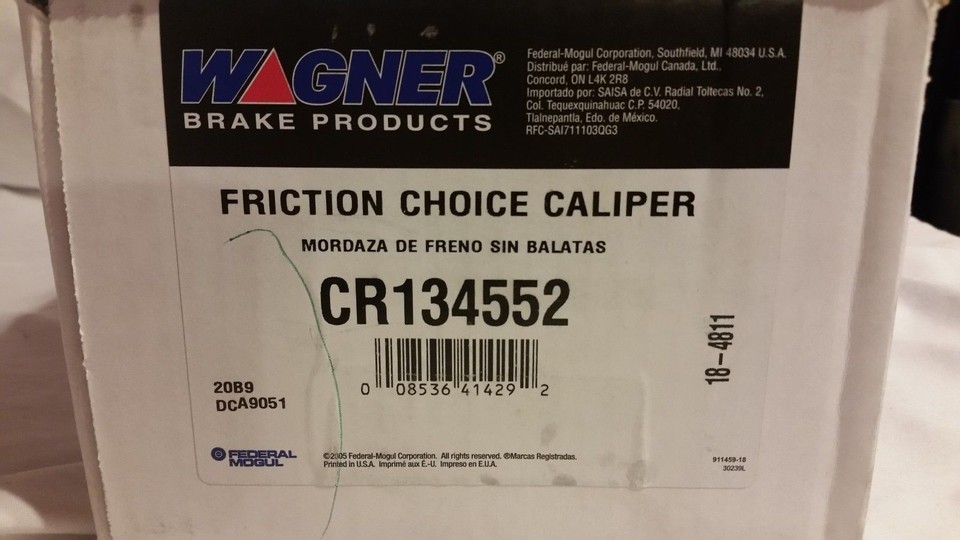 WAGNER®
BRAKE PRODUCTS
Federal-Mogul Corporation, Southfield, MI 48034 U.S.A.
Distribué par: Federal-Mogul Canada, Ltd.,
Concord, ON L4K 2R8
Importado por: SAISA de C.V. Radial Toltecas No. 2,
Col. Tequexquinahuac C.P. 54020,
Tlalnepantla, Edo. de México.
RFC-SAI711103QG3
FRICTION CHOICE CALIPER
MORDAZA DE FRENO SIN BALATAS
CR134552
0 08536 41429 2
18-4811
20B9
DCA9051
FEDERAL
MOGUL
©2005 Federal-Mogul Corporation. All rights reserved. ®Marcas Registradas.
Printed in U.S.A. Imprimé aux É.-U. Impreso en E.U.A.
911459-18
30239L